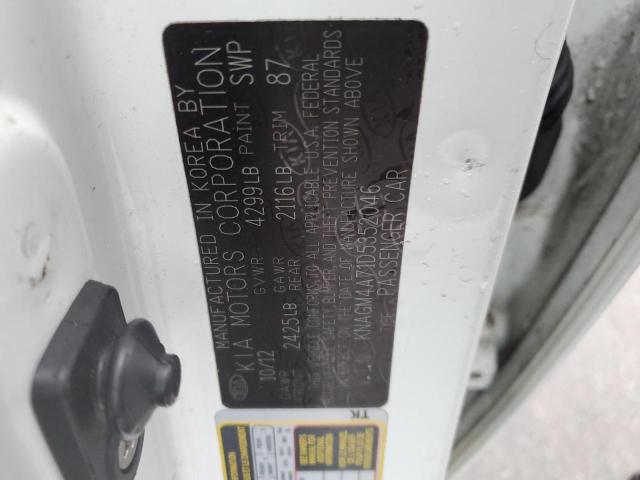 MANUFACTURED IN KOREA BY
KIA MOTORS CORPORATION
10/12 GVWR 4299LB PAINT SWP
GAWR FRONT 2425LB GAWR REAR 2116LB TRIM 87
THIS VEHICLE CONFORMS TO ALL APPLICABLE U.S.A. FEDERAL
SAFETY, BUMPER, AND THEFT PREVENTION STANDARDS
IN EFFECT ON THE DATE OF MANUFACTURE SHOWN ABOVE
KNAGM4A71D5352046
PASSENGER CAR
KIA
TK